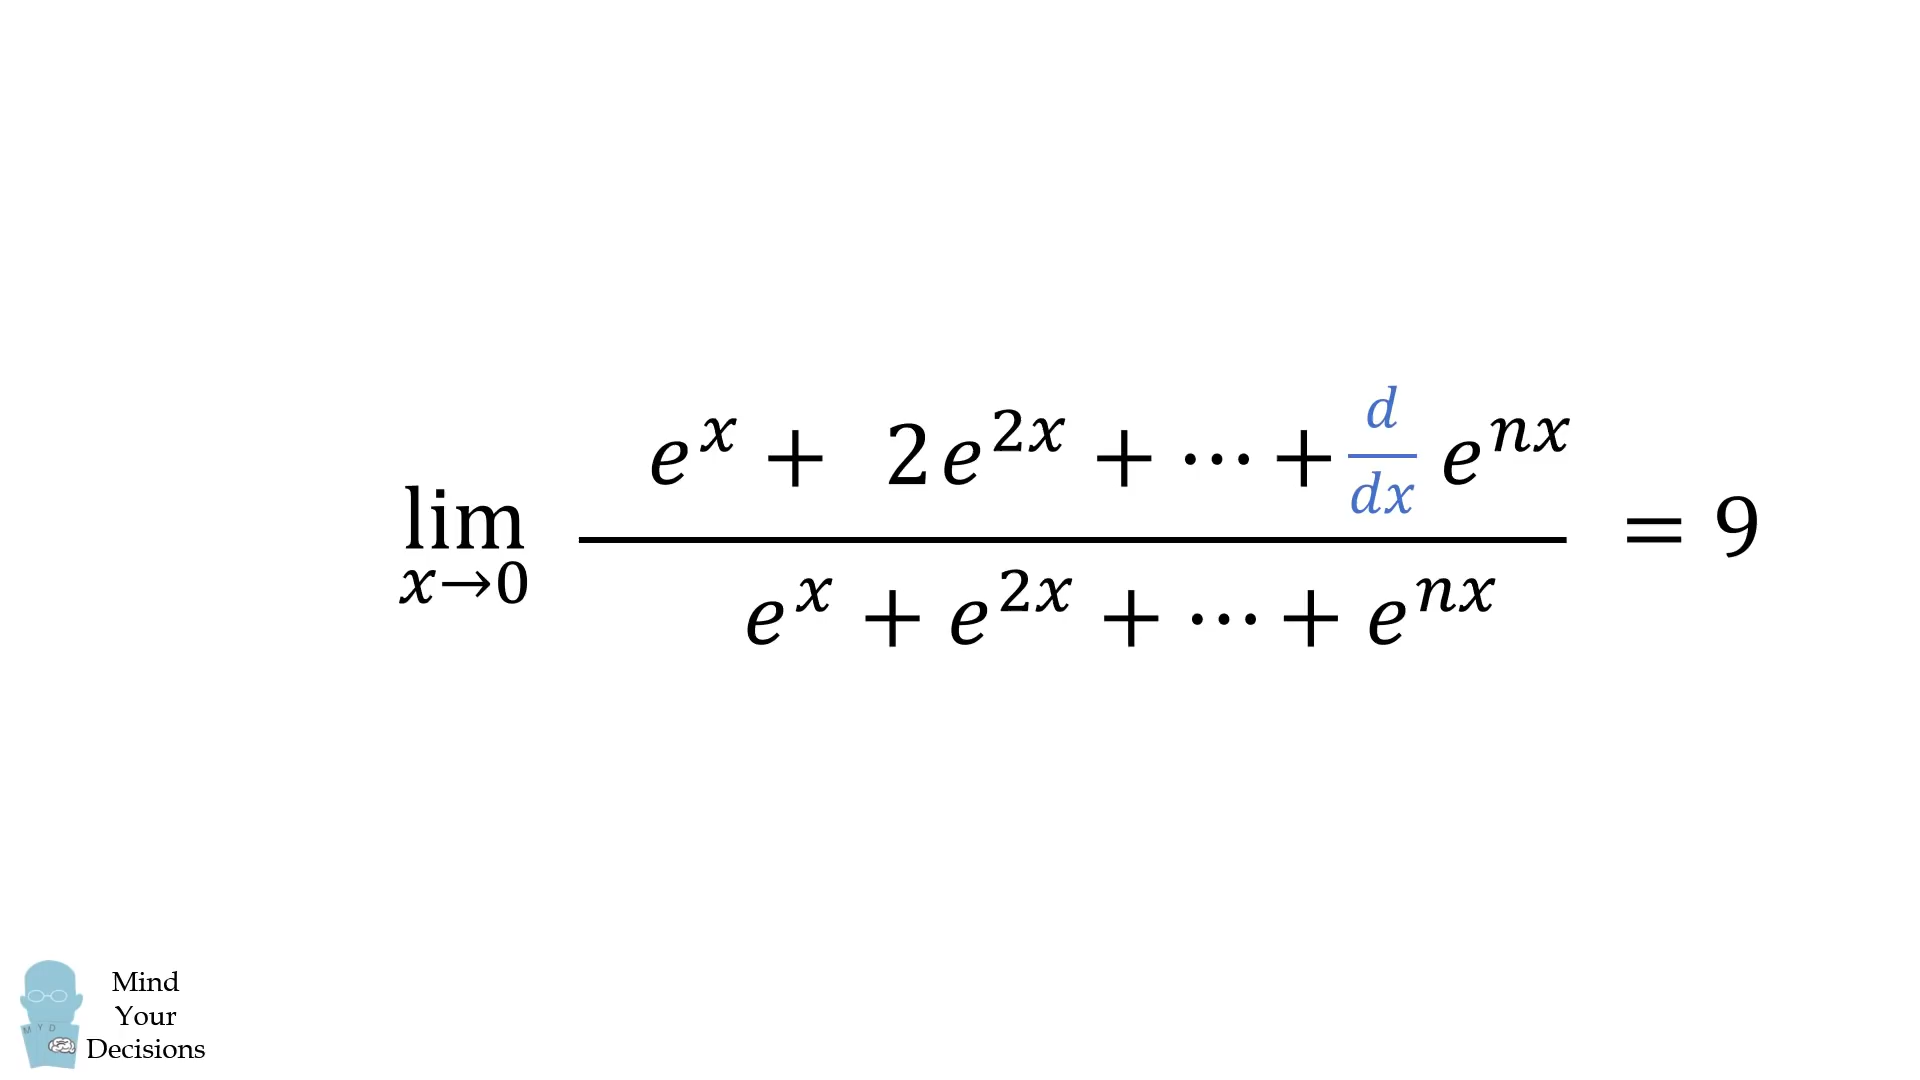 lim x→0 (e^x + 2e^{2x} + ⋯ + d/dx e^{nx}) / (e^x + e^{2x} + ⋯ + e^{nx}) = 9
M Y D
Mind
Your
Decisions